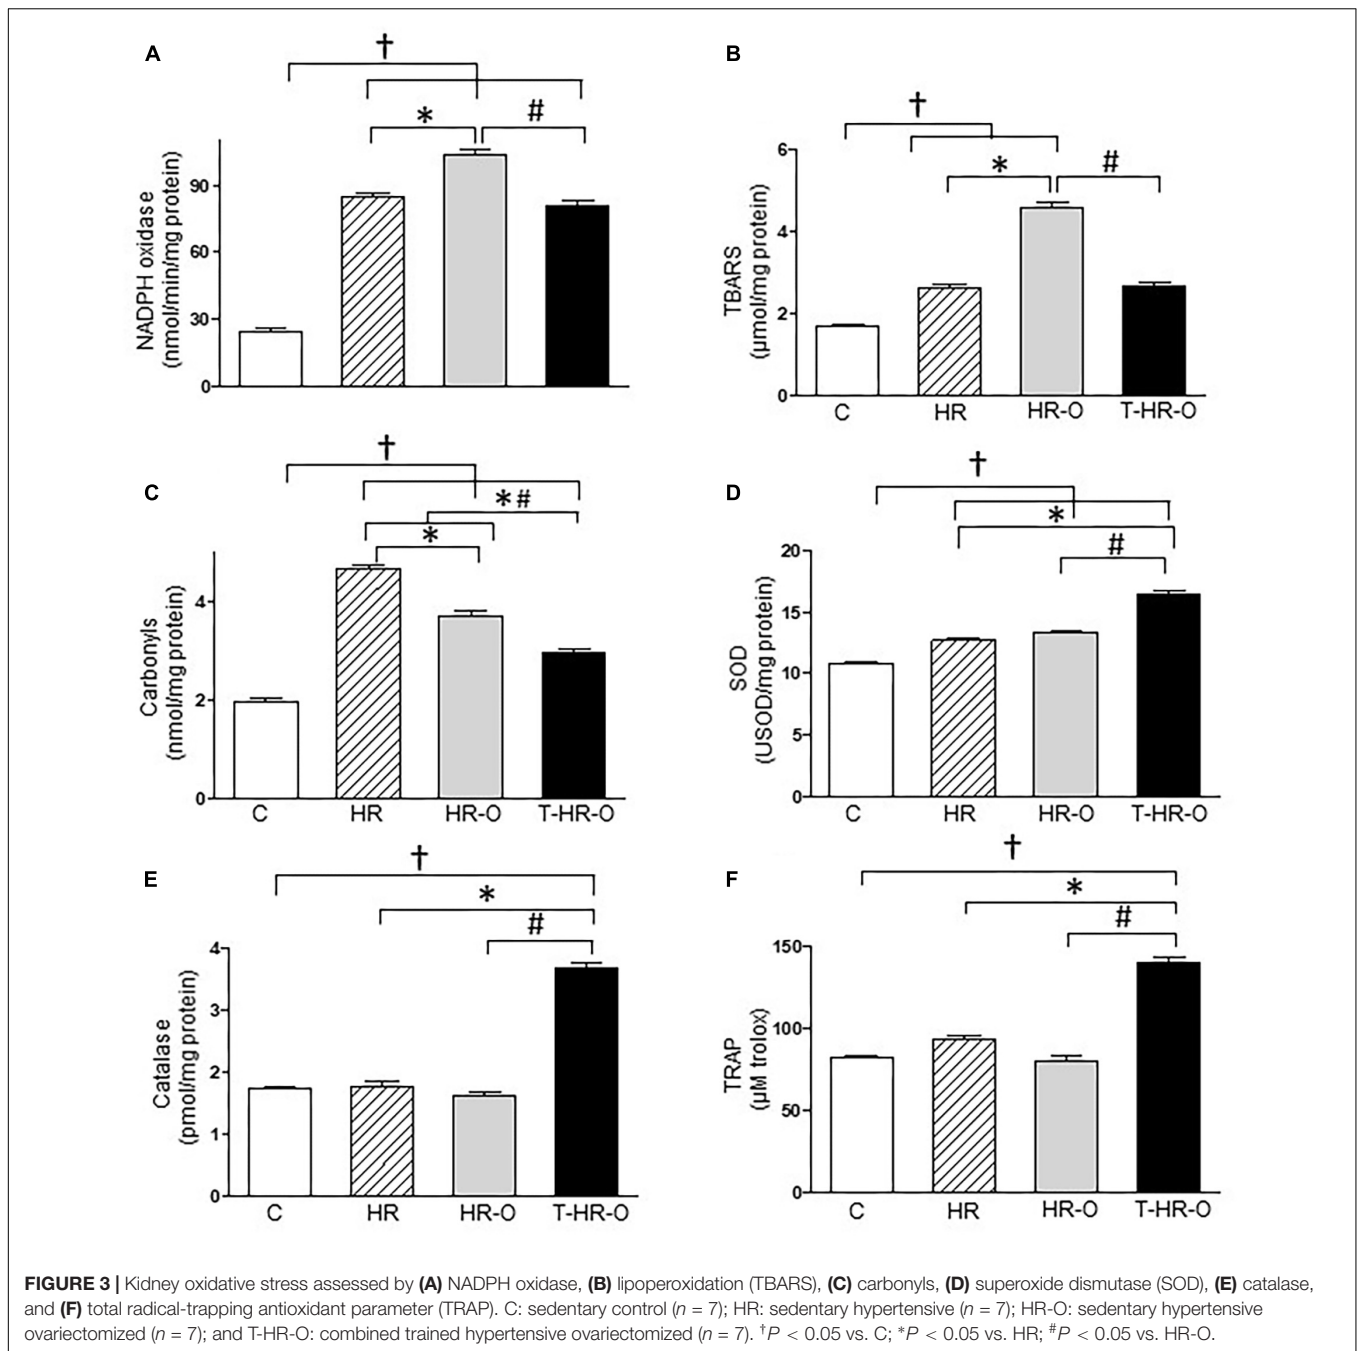 A
†
* #
NADPH oxidase
(nmol/min/mg protein)
90
60
30
0
B
†
* #
TBARS
(µmol/mg protein)
6
4
2
0
C HR HR-O T-HR-O
C
†
*#
*
Carbonyls
(nmol/mg protein)
4
2
0
C HR HR-O T-HR-O
D
†
*
#
SOD
(USOD/mg protein)
20
15
10
5
0
C HR HR-O T-HR-O
E
†
*
#
Catalase
(pmol/mg protein)
4
3
2
1
0
C HR HR-O T-HR-O
F
†
*
#
TRAP
(µM trolox)
150
100
50
0
C HR HR-O T-HR-O
FIGURE 3 | Kidney oxidative stress assessed by (A) NADPH oxidase, (B) lipoperoxidation (TBARS), (C) carbonyls, (D) superoxide dismutase (SOD), (E) catalase,
and (F) total radical-trapping antioxidant parameter (TRAP). C: sedentary control (n = 7); HR: sedentary hypertensive (n = 7); HR-O: sedentary hypertensive
ovariectomized (n = 7); and T-HR-O: combined trained hypertensive ovariectomized (n = 7). †P < 0.05 vs. C; *P < 0.05 vs. HR; #P < 0.05 vs. HR-O.